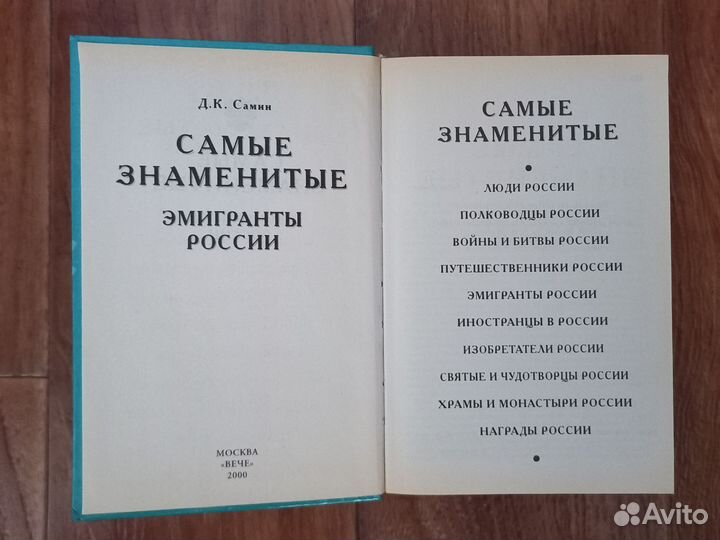 Д.К. Самин
САМЫЕ
ЗНАМЕНИТЫЕ
ЭМИГРАНТЫ
РОССИИ
МОСКВА
«ВЕЧЕ»
2000
САМЫЕ
ЗНАМЕНИТЫЕ
ЛЮДИ РОССИИ
ПОЛКОВОДЦЫ РОССИИ
ВОЙНЫ И БИТВЫ РОССИИ
ПУТЕШЕСТВЕННИКИ РОССИИ
ЭМИГРАНТЫ РОССИИ
ИНОСТРАНЦЫ В РОССИИ
ИЗОБРЕТАТЕЛИ РОССИИ
СВЯТЫЕ И ЧУДОТВОРЦЫ РОССИИ
ХРАМЫ И МОНАСТЫРИ РОССИИ
НАГРАДЫ РОССИИ
Avito